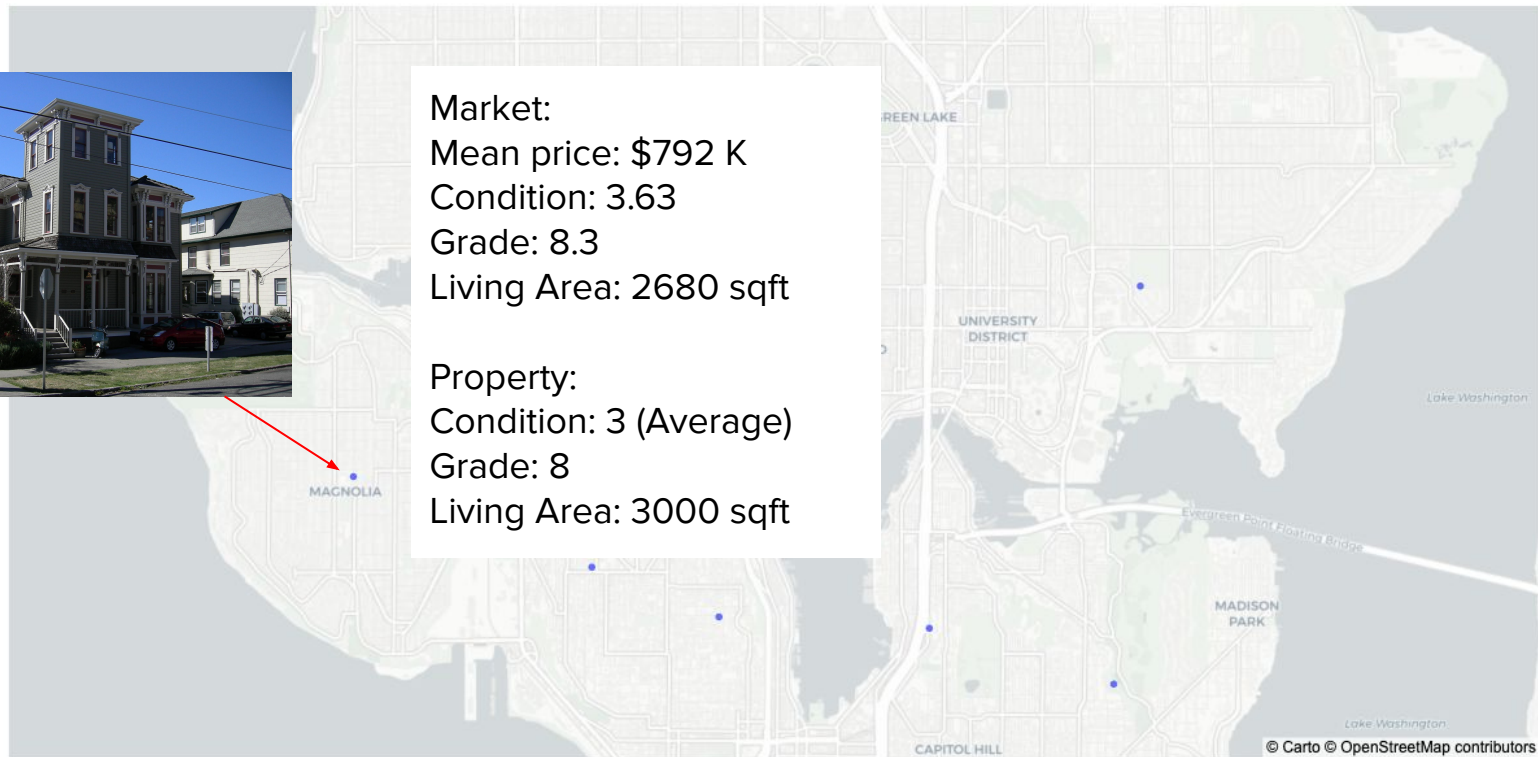 Market:
Mean price: $792 K
Condition: 3.63
Grade: 8.3
Living Area: 2680 sqft
Property:
Condition: 3 (Average)
Grade: 8
Living Area: 3000 sqft
REEN LAKE
UNIVERSITY
DISTRICT
Lake Washington
MAGNOLIA
Evergreen Point Floating Bridge
MADISON
PARK
Lake Washington
CAPITOL HILL
© Carto © OpenStreetMap contributors